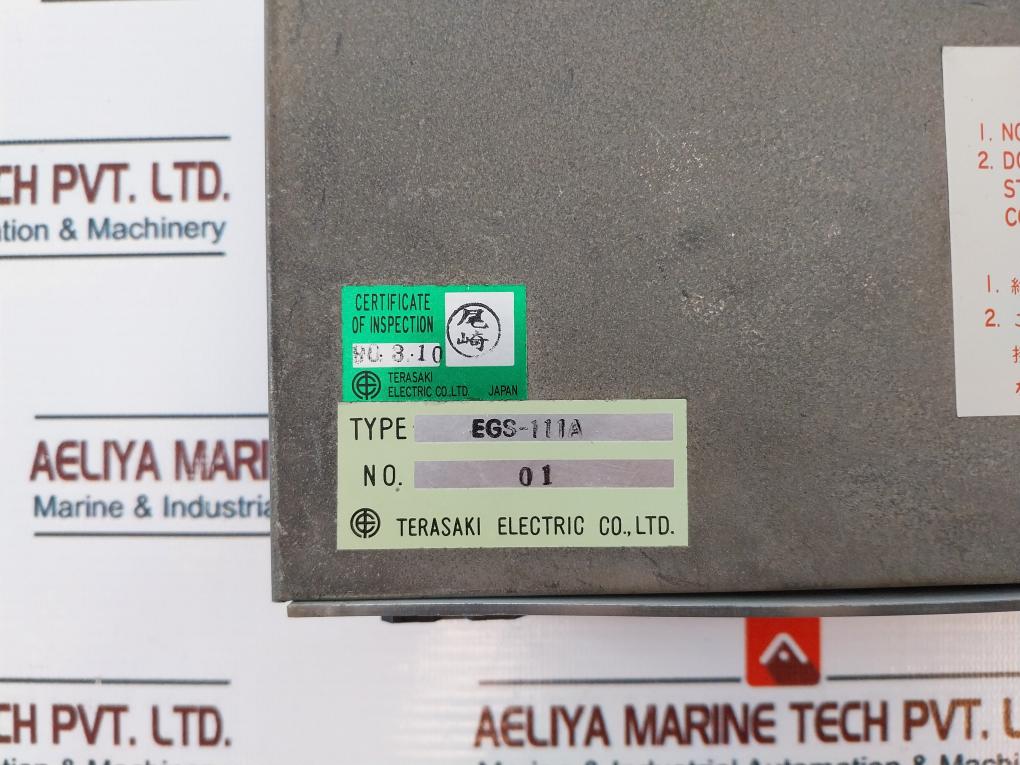 CH PVT. LTD.
ation & Machinery
1. NO
2. DO
ST
CO
1.
2.
CERTIFICATE
OF INSPECTION
尾
崎
90. 3. 10
TERASAKI
ELECTRIC CO., LTD. JAPAN
TYPE EGS-111A
NO. 01
TERASAKI ELECTRIC CO., LTD.
AELIYA MARI
Marine & Industria
CH PVT. LTD.
AELIYA MARINE TECH PVT. L